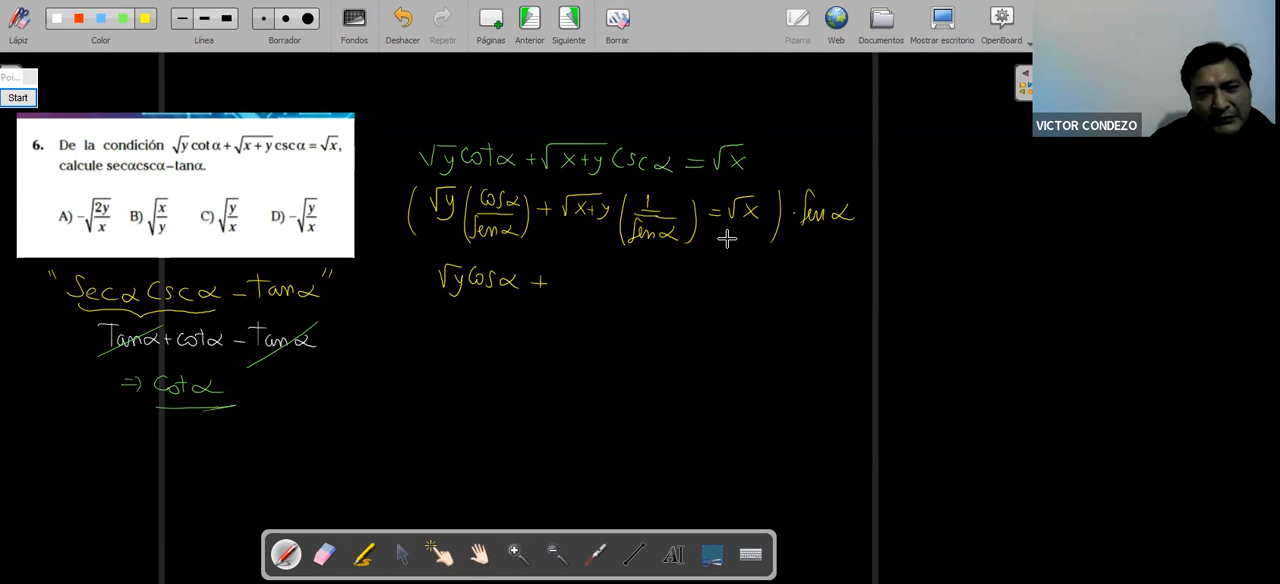 Lápiz Color Línea Borrador Fondos Deshacer Repetir Páginas Anterior Siguiente Borrar Pizarra Web Documentos Mostrar escritorio OpenBoard
Poi...
Start
VICTOR CONDEZO
6. De la condición √y cotα + √x+y cscα = √x,
calcule secαcscα−tanα.
A) −√2y/x B) √x/y C) √y/x D) −√y/x
"Secα Cscα − Tanα"
Tanα + cotα − Tanα
⇒ Cotα
√y Cotα + √x+y Cscα = √x
( √y (Cosα/Senα) + √x+y (1/Senα) = √x ) · Senα
√y Cosα +
AI